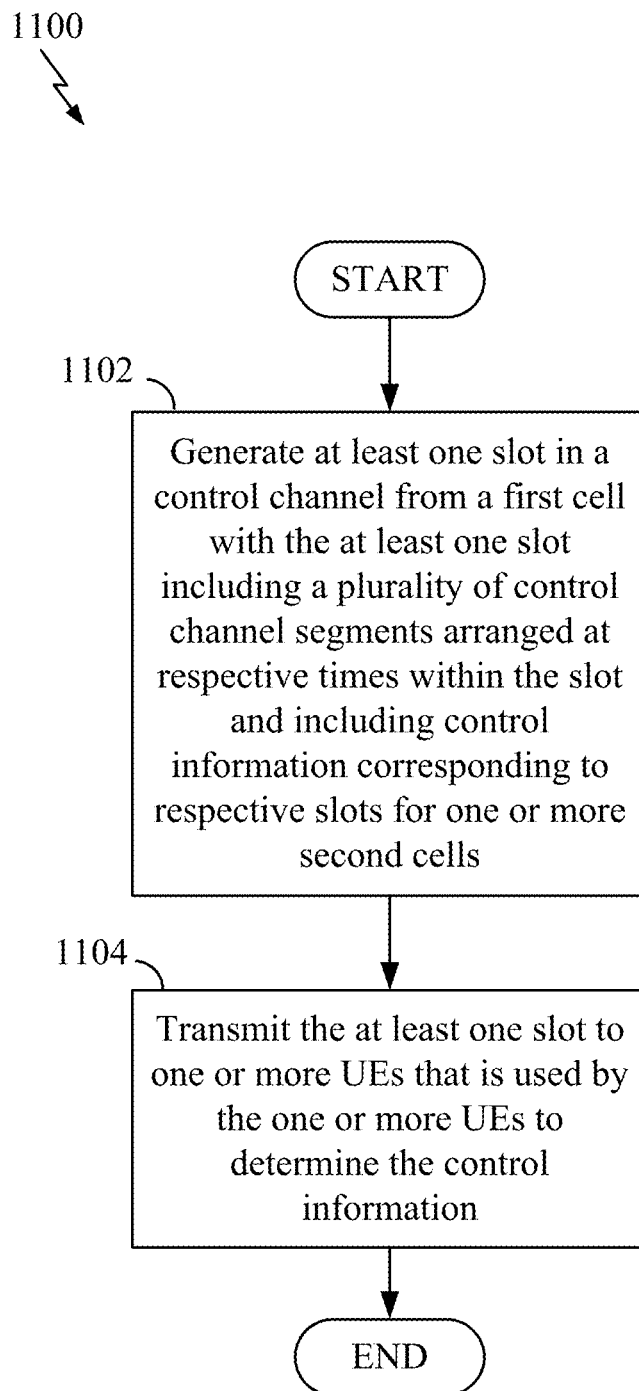 1100
START
1102
Generate at least one slot in a
control channel from a first cell
with the at least one slot
including a plurality of control
channel segments arranged at
respective times within the slot
and including control
information corresponding to
respective slots for one or more
second cells
1104
Transmit the at least one slot to
one or more UEs that is used by
the one or more UEs to
determine the control
information
END